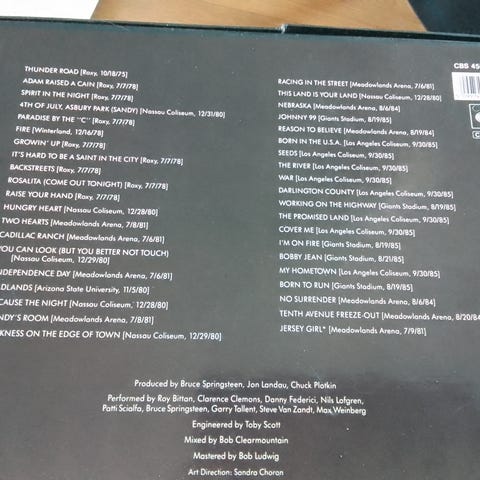 THUNDER ROAD [Roxy, 10/18/75]
ADAM RAISED A CAIN [Roxy, 7/7/78]
SPIRIT IN THE NIGHT [Roxy, 7/7/78]
4TH OF JULY, ASBURY PARK (SANDY) [Nassau Coliseum, 12/31/80]
PARADISE BY THE "C" [Roxy, 7/7/78]
FIRE [Winterland, 12/16/78]
GROWIN' UP [Roxy, 7/7/78]
IT'S HARD TO BE A SAINT IN THE CITY [Roxy, 7/7/78]
BACKSTREETS [Roxy, 7/7/78]
ROSALITA (COME OUT TONIGHT) [Roxy, 7/7/78]
RAISE YOUR HAND [Roxy, 7/7/78]
HUNGRY HEART [Nassau Coliseum, 12/28/80]
TWO HEARTS [Meadowlands Arena, 7/8/81]
CADILLAC RANCH [Meadowlands Arena, 7/6/81]
YOU CAN LOOK (BUT YOU BETTER NOT TOUCH)
[Nassau Coliseum, 12/29/80]
NDEPENDENCE DAY [Meadowlands Arena, 7/6/81]
DLANDS [Arizona State University, 11/5/80]
CAUSE THE NIGHT [Nassau Coliseum, 12/28/80]
NDY'S ROOM [Meadowlands Arena, 7/8/81]
KNESS ON THE EDGE OF TOWN [Nassau Coliseum, 12/29/80]
CBS 45
RACING IN THE STREET [Meadowlands Arena, 7/6/81]
THIS LAND IS YOUR LAND [Nassau Coliseum, 12/28/80]
NEBRASKA [Meadowlands Arena, 8/6/84]
JOHNNY 99 [Giants Stadium, 8/19/85]
REASON TO BELIEVE [Meadowlands Arena, 8/19/84]
BORN IN THE U.S.A. [Los Angeles Coliseum, 9/30/85]
SEEDS [Los Angeles Coliseum, 9/30/85]
THE RIVER [Los Angeles Coliseum, 9/30/85]
WAR [Los Angeles Coliseum, 9/30/85]
DARLINGTON COUNTY [Los Angeles Coliseum, 9/30/85]
WORKING ON THE HIGHWAY [Giants Stadium, 8/19/85]
THE PROMISED LAND [Los Angeles Coliseum, 9/30/85]
COVER ME [Los Angeles Coliseum, 9/30/85]
I'M ON FIRE [Giants Stadium, 8/19/85]
BOBBY JEAN [Giants Stadium, 8/21/85]
MY HOMETOWN [Los Angeles Coliseum, 9/30/85]
BORN TO RUN [Giants Stadium, 8/19/85]
NO SURRENDER [Meadowlands Arena, 8/6/84]
TENTH AVENUE FREEZE-OUT [Meadowlands Arena, 8/20/84
JERSEY GIRL* [Meadowlands Arena, 7/9/81]
Produced by Bruce Springsteen, Jon Landau, Chuck Plotkin
Performed by Roy Bittan, Clarence Clemons, Danny Federici, Nils Lofgren,
Patti Scialfa, Bruce Springsteen, Garry Tallent, Steve Van Zandt, Max Weinberg
Engineered by Toby Scott
Mixed by Bob Clearmountain
Mastered by Bob Ludwig
Art Direction: Sandra Choron